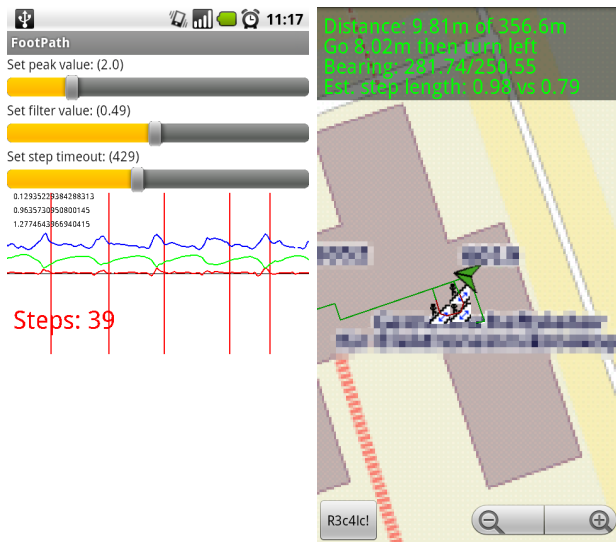 11:17
FootPath
Set peak value: (2.0)
Set filter value: (0.49)
Set step timeout: (429)
0.12935229384288313
0.9635730950800145
1.2774643966940415
Steps: 39
Distance: 9.81m of 356.6m
Go 8.02m then turn left
Bearing: 281.74/250.55
Est. step length: 0.98 vs 0.79
R3c4lc!